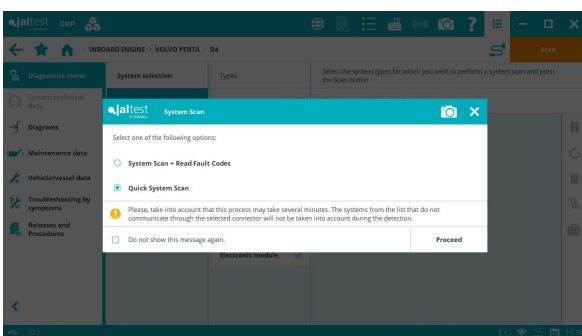 jaltest GRP
INBOARD ENGINE > VOLVO PENTA > D4
Scan
Diagnostics menu
System selection
Types
Select the system types for which you wish to perform a system scan and press the Scan button
System technical data
Diagrams
Maintenance data
Vehicle/vessel data
Troubleshooting by symptoms
Releases and Procedures
jaltest System Scan
Select one of the following options:
System Scan + Read Fault Codes
Quick System Scan
Please, take into account that this process may take several minutes. The systems from the list that do not
communicate through the selected connector will not be taken into account during the detection.
Do not show this message again.
Proceed
Electronic module
22.1